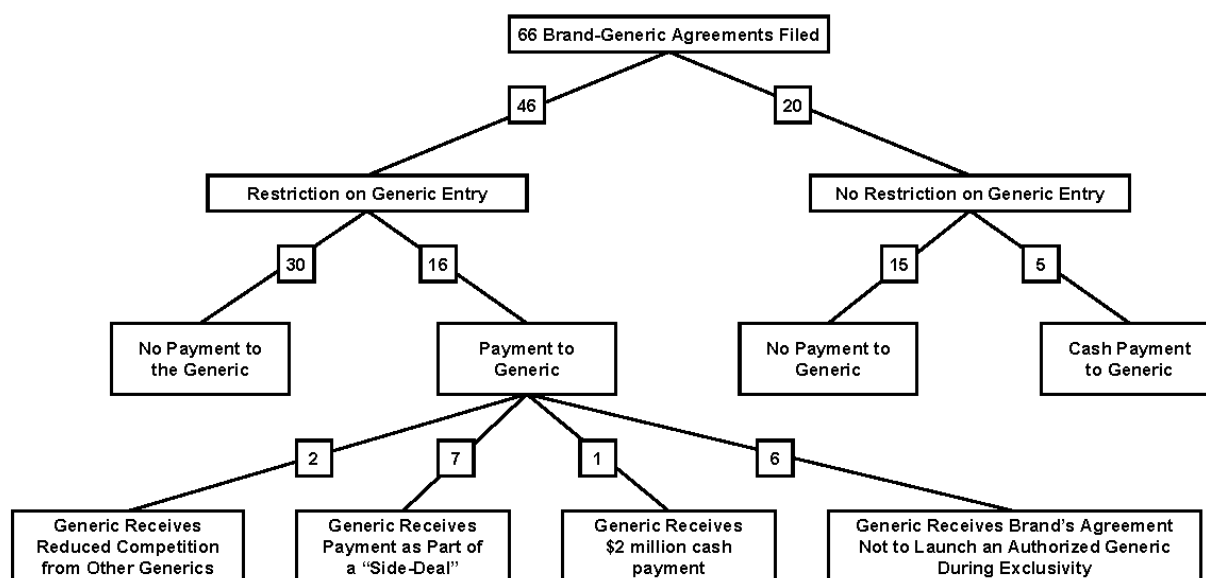 66 Brand-Generic Agreements Filed
46
20
Restriction on Generic Entry
No Restriction on Generic Entry
30
16
15
5
No Payment to
the Generic
Payment to
Generic
No Payment to
Generic
Cash Payment
to Generic
2
7
1
6
Generic Receives
Reduced Competition
from Other Generics
Generic Receives
Payment as Part of
a “Side-Deal”
Generic Receives
$2 million cash
payment
Generic Receives Brand’s Agreement
Not to Launch an Authorized Generic
During Exclusivity